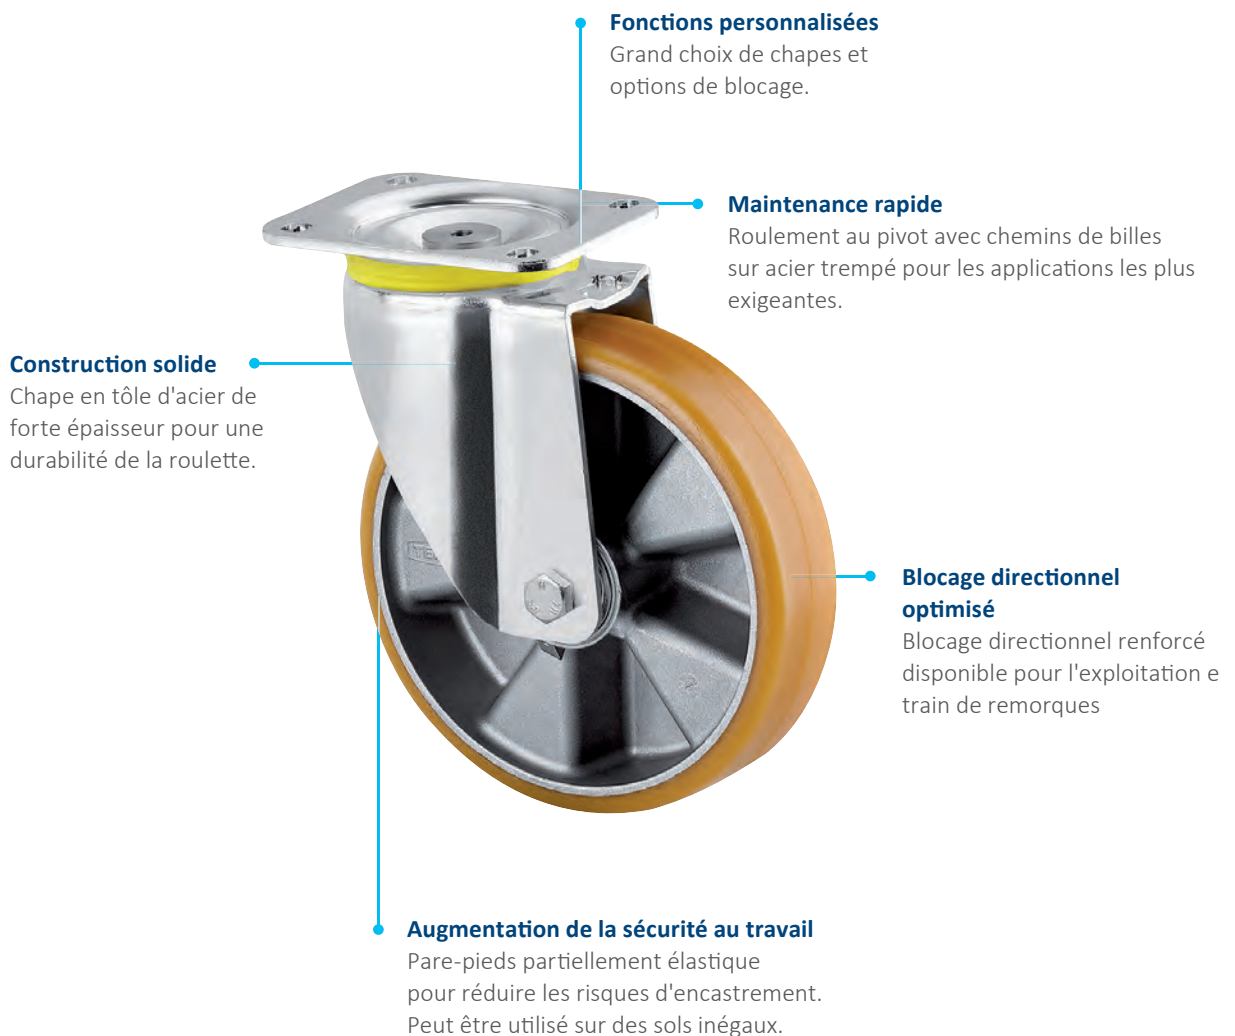 Fonctions personnalisées
Grand choix de chapes et
options de blocage.
Maintenance rapide
Roulement au pivot avec chemins de billes
sur acier trempé pour les applications les plus
exigeantes.
Construction solide
Chape en tôle d'acier de
forte épaisseur pour une
durabilité de la roulette.
Blocage directionnel
optimisé
Blocage directionnel renforcé
disponible pour l'exploitation e
train de remorques
Augmentation de la sécurité au travail
Pare-pieds partiellement élastique
pour réduire les risques d'encastrement.
Peut être utilisé sur des sols inégaux.